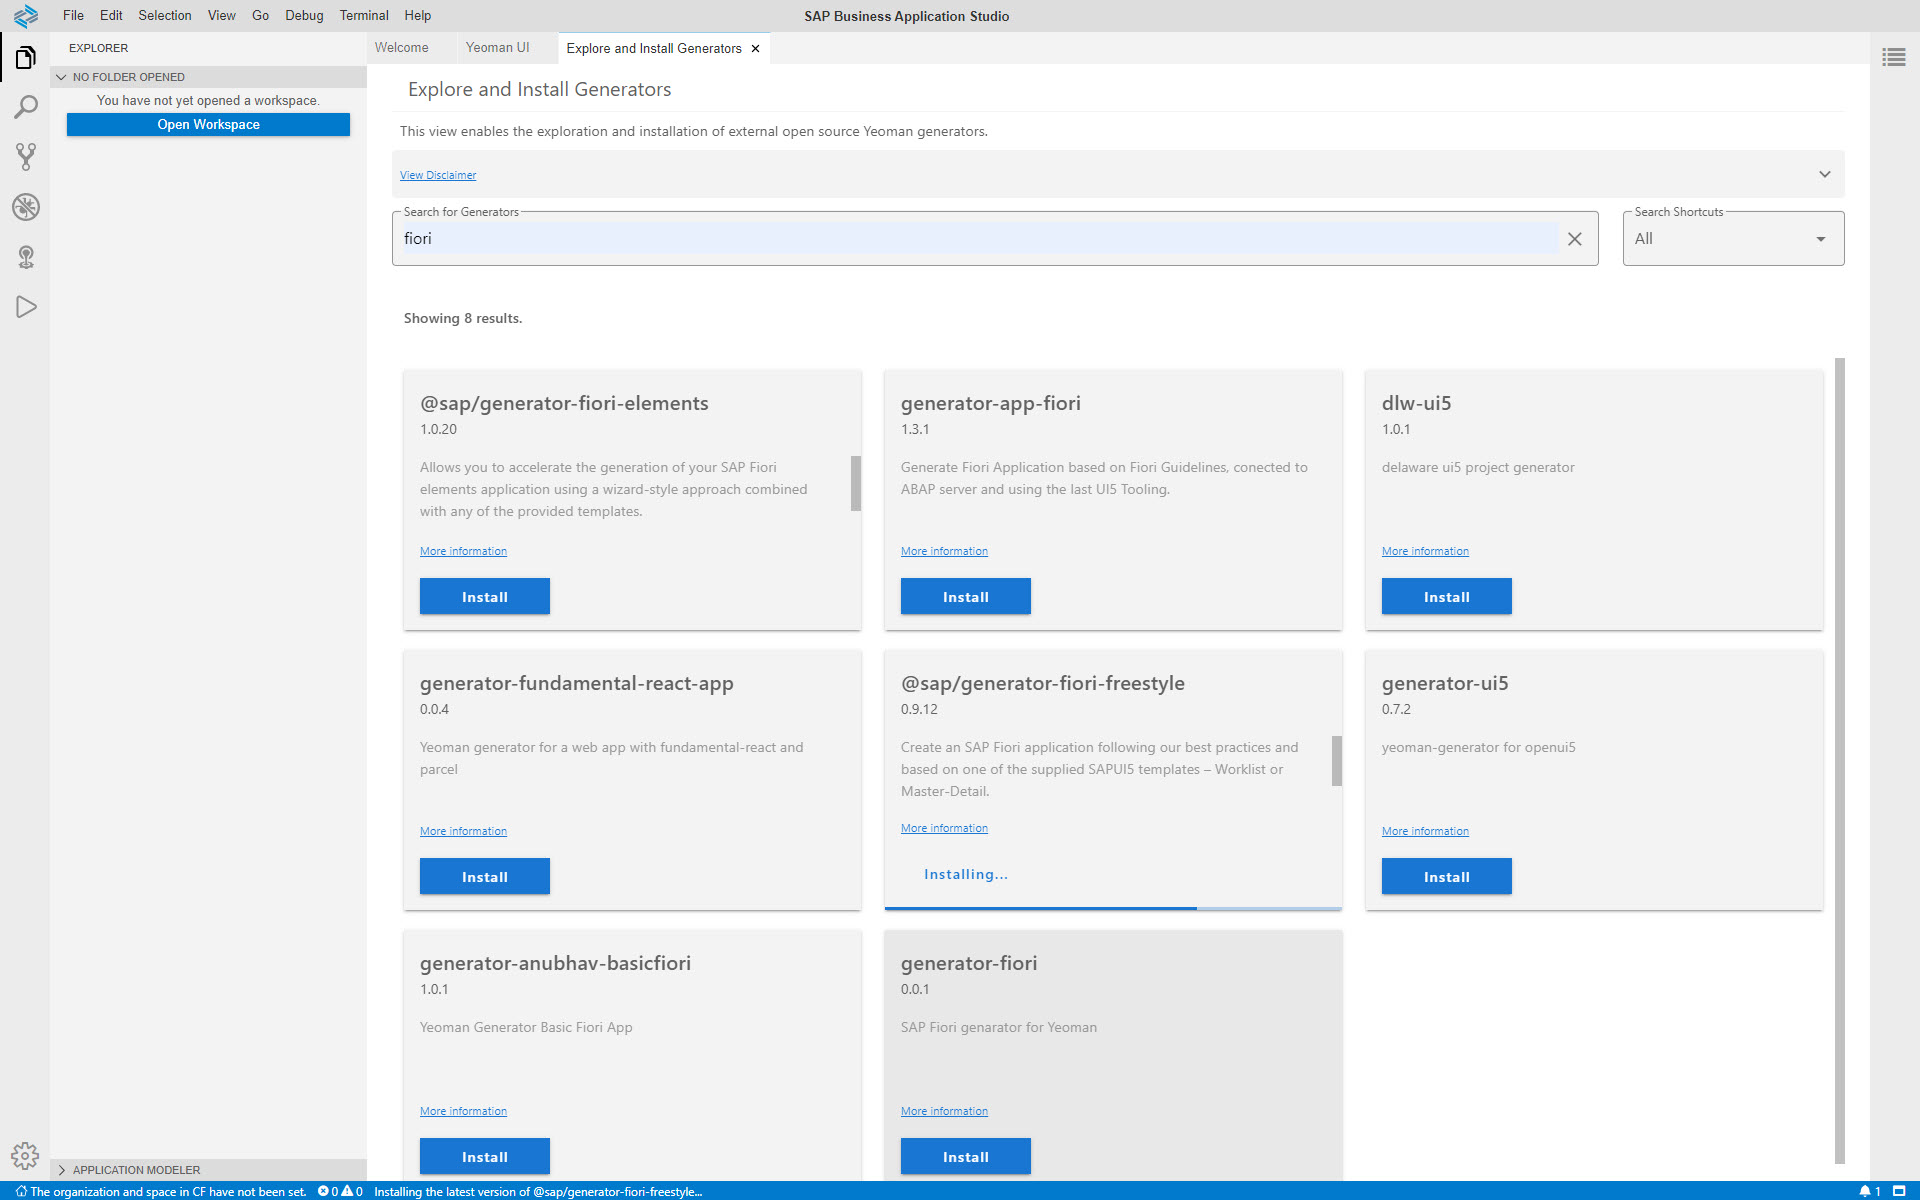 File Edit Selection View Go Debug Terminal Help
SAP Business Application Studio
EXPLORER
NO FOLDER OPENED
You have not yet opened a workspace.
Open Workspace
APPLICATION MODELER
Welcome
Yeoman UI
Explore and Install Generators
Explore and Install Generators
This view enables the exploration and installation of external open source Yeoman generators.
View Disclaimer
Search for Generators
fiori
Search Shortcuts
All
Showing 8 results.
@sap/generator-fiori-elements
1.0.20
Allows you to accelerate the generation of your SAP Fiori
elements application using a wizard-style approach combined
with any of the provided templates.
More information
Install
generator-app-fiori
1.3.1
Generate Fiori Application based on Fiori Guidelines, conected to
ABAP server and using the last UI5 Tooling.
More information
Install
dlw-ui5
1.0.1
delaware ui5 project generator
More information
Install
generator-fundamental-react-app
0.0.4
Yeoman generator for a web app with fundamental-react and
parcel
More information
Install
@sap/generator-fiori-freestyle
0.9.12
Create an SAP Fiori application following our best practices and
based on one of the supplied SAPUI5 templates – Worklist or
Master-Detail.
More information
Installing...
generator-ui5
0.7.2
yeoman-generator for openui5
More information
Install
generator-anubhav-basicfiori
1.0.1
Yeoman Generator Basic Fiori App
More information
Install
generator-fiori
0.0.1
SAP Fiori genarator for Yeoman
More information
Install
The organization and space in CF have not been set. 0 0 Installing the latest version of @sap/generator-fiori-freestyle... 1